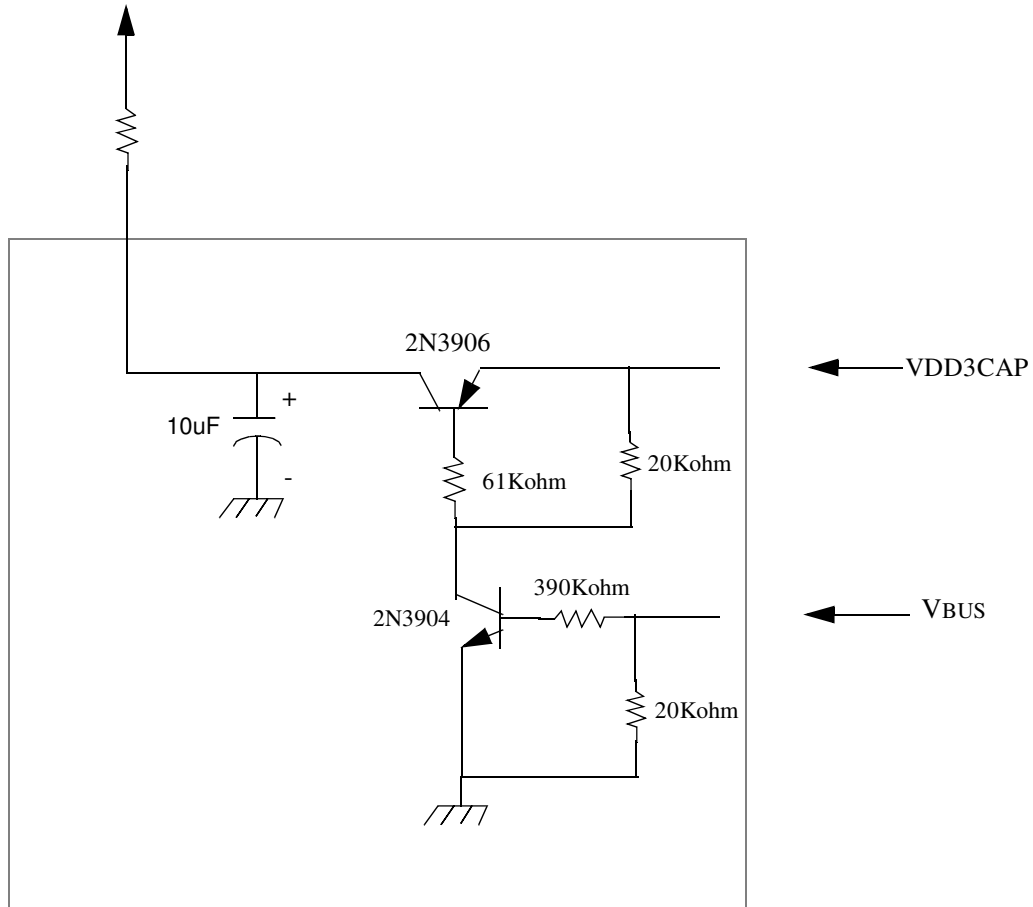 2N3906
VDD3CAP
+
10uF
-
61Kohm
20Kohm
390Kohm
2N3904
VBUS
20Kohm